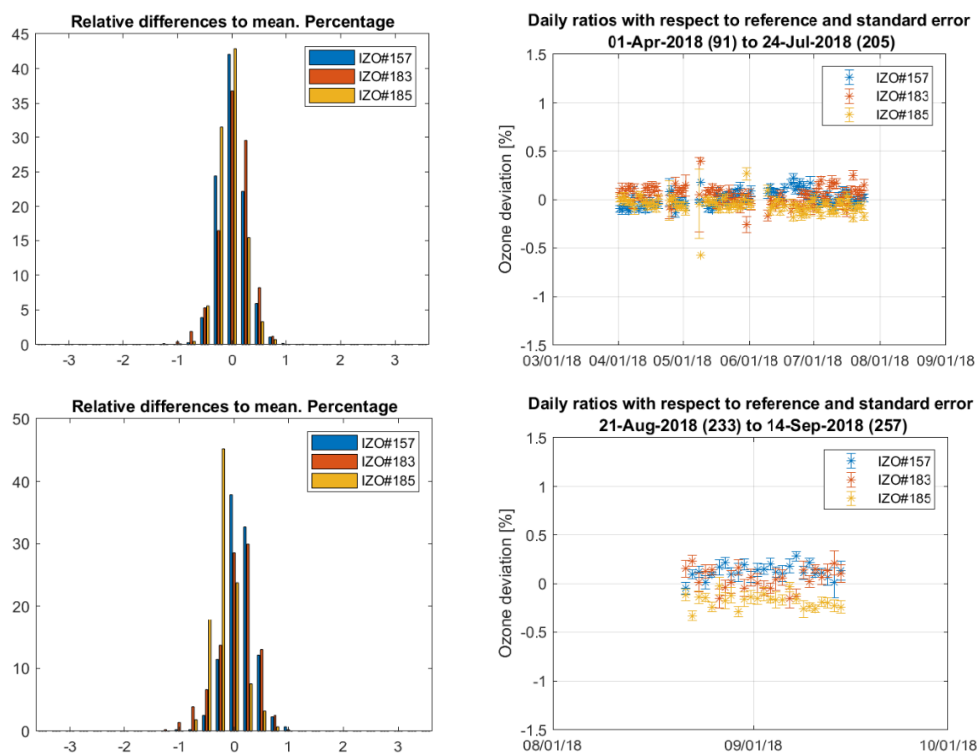 Relative differences to mean. Percentage
45
40
35
30
25
20
15
10
5
0
-3 -2 -1 0 1 2 3
IZO#157
IZO#183
IZO#185
Daily ratios with respect to reference and standard error
01-Apr-2018 (91) to 24-Jul-2018 (205)
Ozone deviation [%]
1.5
1
0.5
0
-0.5
-1
-1.5
03/01/18 04/01/18 05/01/18 06/01/18 07/01/18 08/01/18 09/01/18
IZO#157
IZO#183
IZO#185
Relative differences to mean. Percentage
50
40
30
20
10
0
-3 -2 -1 0 1 2 3
IZO#157
IZO#183
IZO#185
Daily ratios with respect to reference and standard error
21-Aug-2018 (233) to 14-Sep-2018 (257)
Ozone deviation [%]
1.5
1
0.5
0
-0.5
-1
-1.5
08/01/18 09/01/18 10/01/18
IZO#157
IZO#183
IZO#185